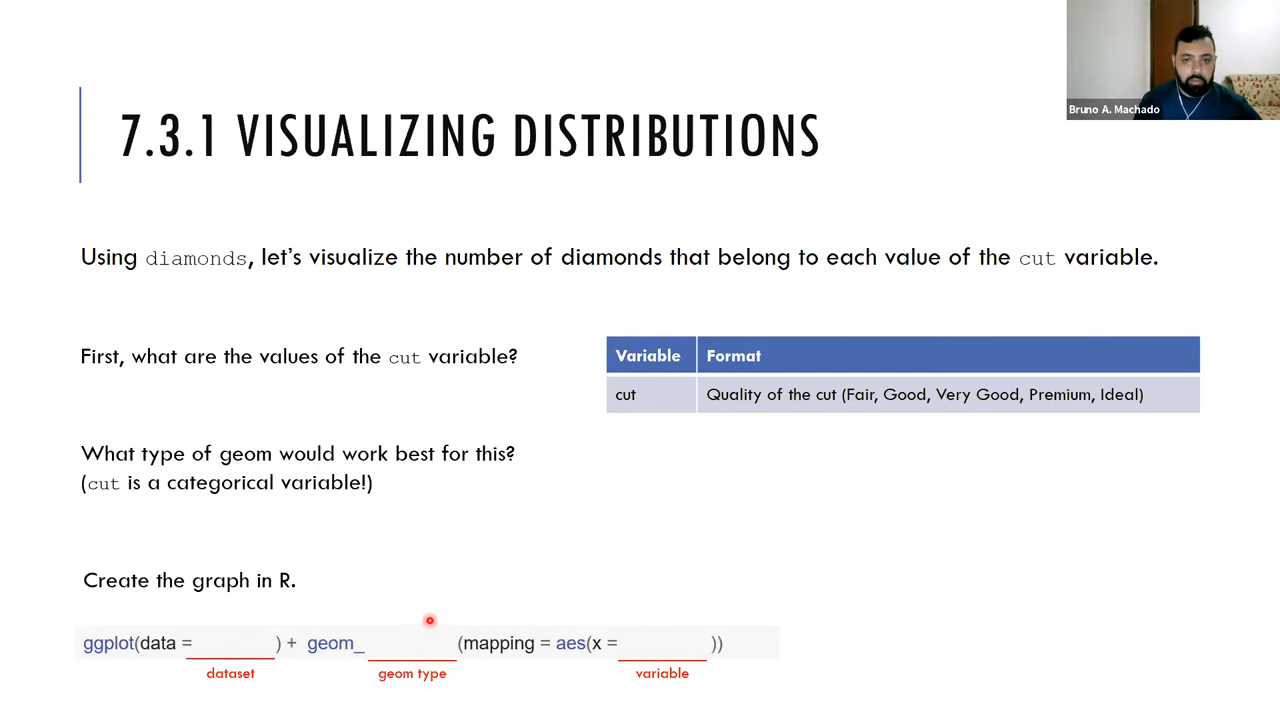 Bruno A. Machado
7.3.1 VISUALIZING DISTRIBUTIONS
Using diamonds, let's visualize the number of diamonds that belong to each value of the cut variable.
First, what are the values of the cut variable?
Variable Format
cut Quality of the cut (Fair, Good, Very Good, Premium, Ideal)
What type of geom would work best for this?
(cut is a categorical variable!)
Create the graph in R.
ggplot(data = ) + geom_ (mapping = aes(x = ))
dataset geom type variable